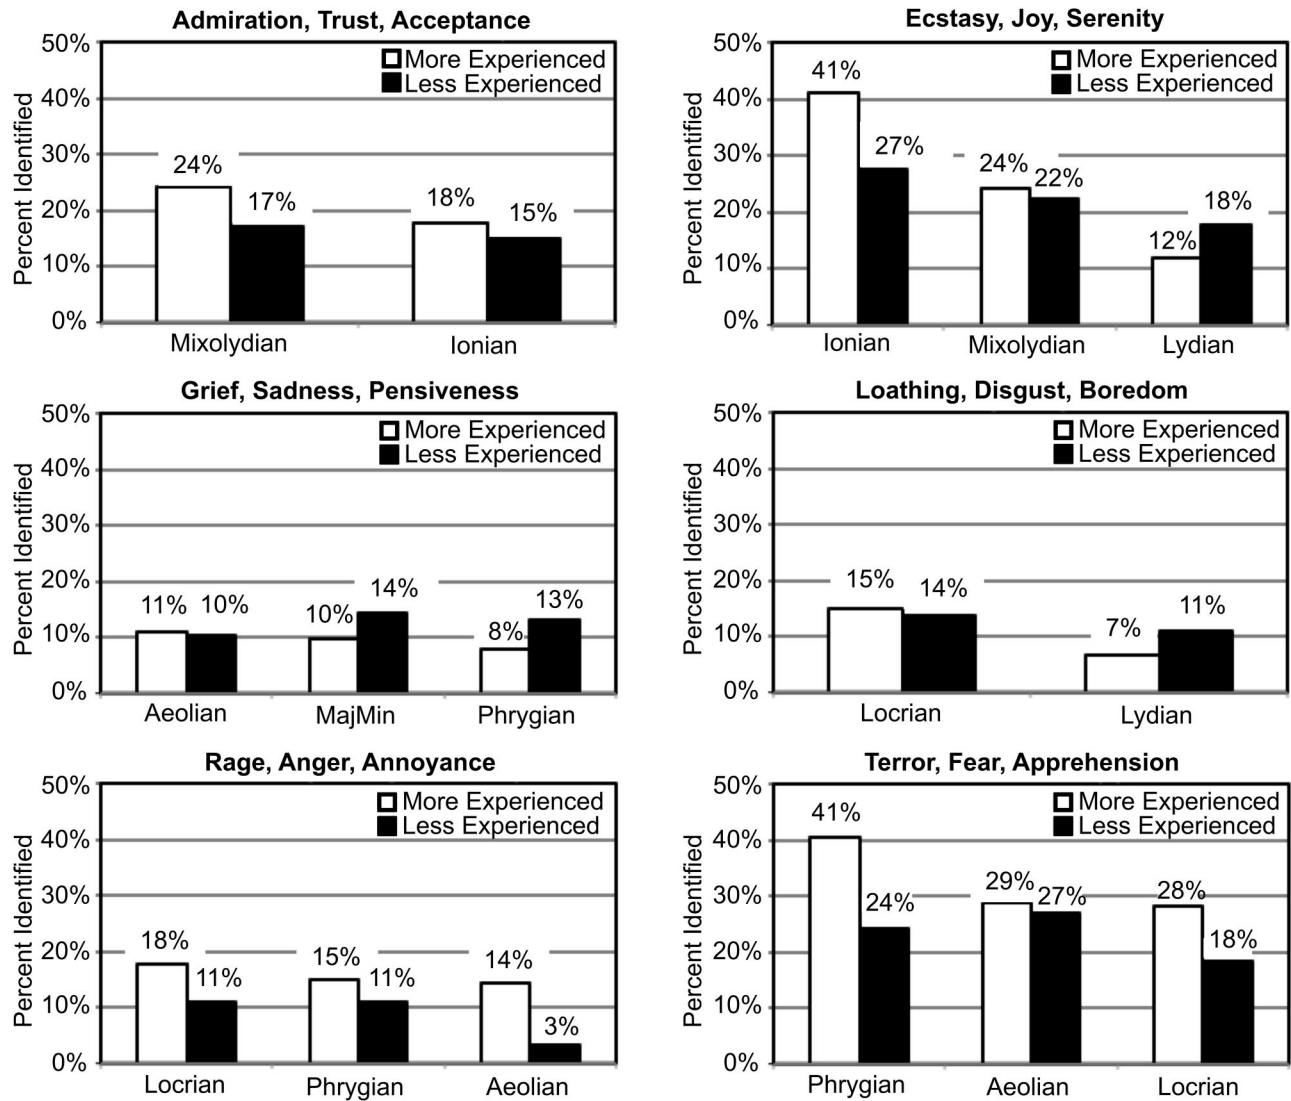 Admiration, Trust, Acceptance
50%
40%
30%
20%
10%
0%
Percent Identified
More Experienced
Less Experienced
24%
17%
18%
15%
Mixolydian
Ionian
Ecstasy, Joy, Serenity
50%
40%
30%
20%
10%
0%
Percent Identified
More Experienced
Less Experienced
41%
27%
24%
22%
12%
18%
Ionian
Mixolydian
Lydian
Grief, Sadness, Pensiveness
50%
40%
30%
20%
10%
0%
Percent Identified
More Experienced
Less Experienced
11%
10%
10%
14%
8%
13%
Aeolian
MajMin
Phrygian
Loathing, Disgust, Boredom
50%
40%
30%
20%
10%
0%
Percent Identified
More Experienced
Less Experienced
15%
14%
7%
11%
Locrian
Lydian
Rage, Anger, Annoyance
50%
40%
30%
20%
10%
0%
Percent Identified
More Experienced
Less Experienced
18%
11%
15%
11%
14%
3%
Locrian
Phrygian
Aeolian
Terror, Fear, Apprehension
50%
40%
30%
20%
10%
0%
Percent Identified
More Experienced
Less Experienced
41%
24%
29%
27%
28%
18%
Phrygian
Aeolian
Locrian